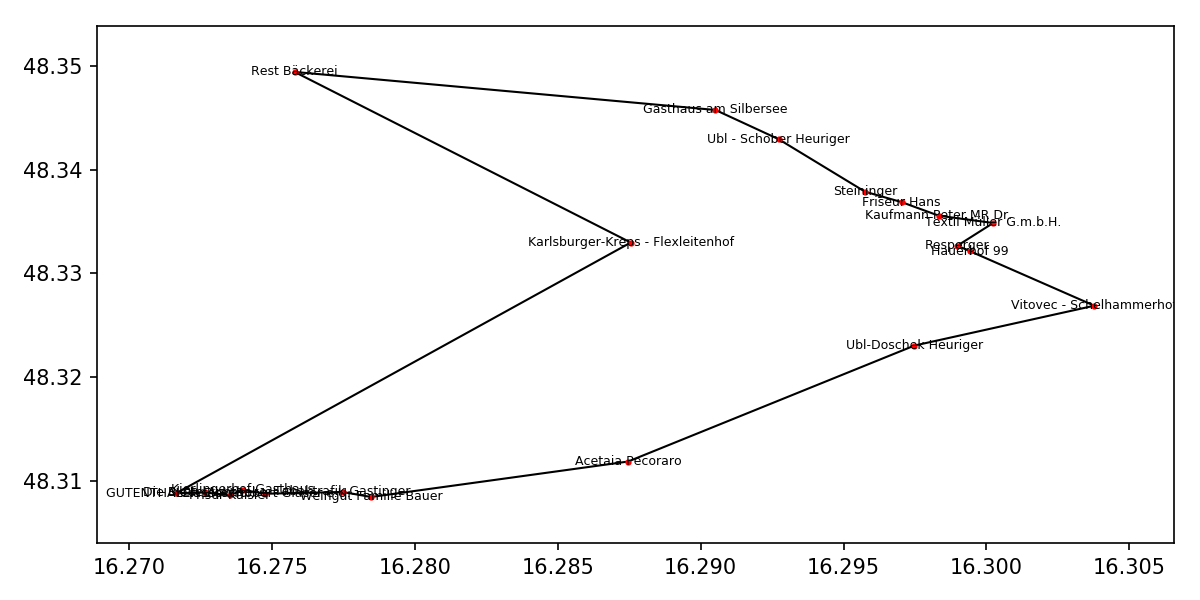 48.35
48.34
48.33
48.32
48.31
Rest Bäckerei
Gasthaus am Silbersee
Ubl - Schober Heuriger
Steininger
Friseur Hans
Kaufmann Peter MR Dr.
Textil Müller G.m.b.H.
Hauerhof 99
Karlsburger-Kreps - Flexleitenhof
Vitovec - Schelhammerhof
Ubl-Doschek Heuriger
Acetaia Pecoraro
Kierlingerhof Gasthaus
Weingut Familie Bauer
16.270
16.275
16.280
16.285
16.290
16.295
16.300
16.305